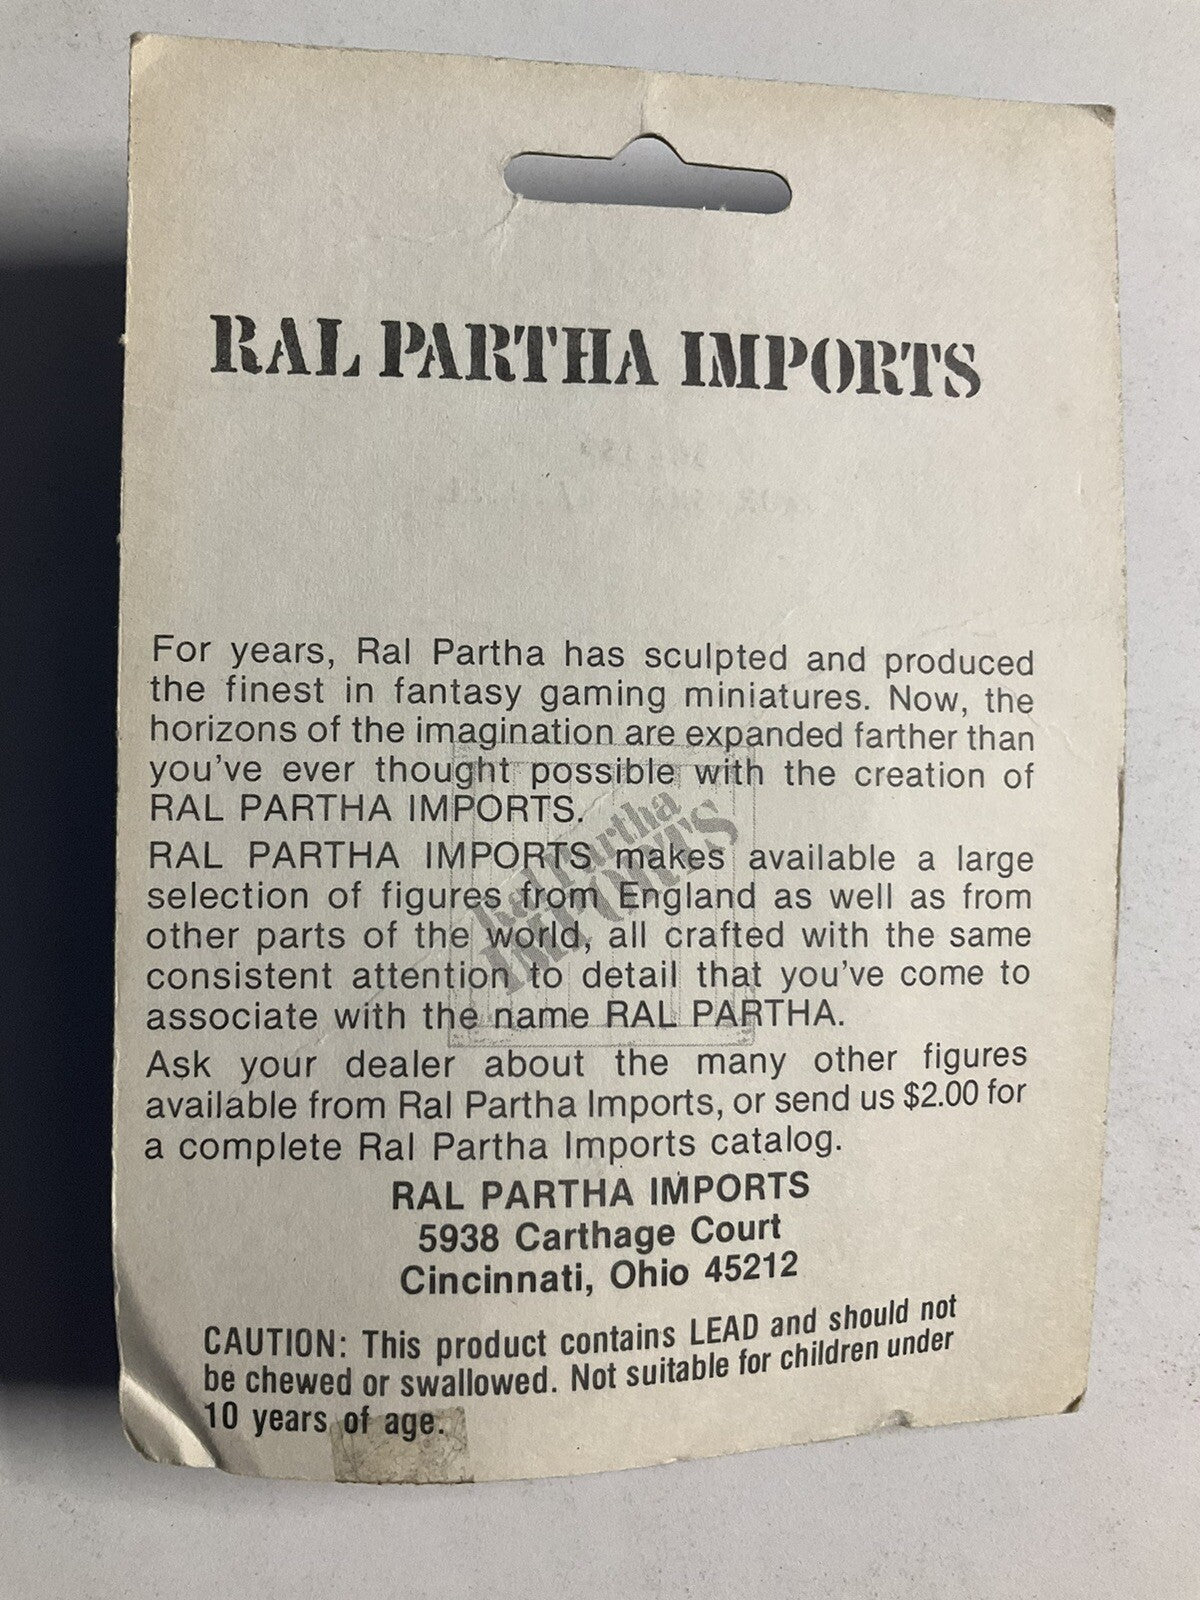 RAL PARTHA IMPORTS
For years, Ral Partha has sculpted and produced
the finest in fantasy gaming miniatures. Now, the
horizons of the imagination are expanded farther than
you've ever thought possible with the creation of
RAL PARTHA IMPORTS.
RAL PARTHA IMPORTS makes available a large
selection of figures from England as well as from
other parts of the world, all crafted with the same
consistent attention to detail that you've come to
associate with the name RAL PARTHA.
Ral Partha
IMPORTS
Ask your dealer about the many other figures
available from Ral Partha Imports, or send us $2.00 for
a complete Ral Partha Imports catalog.
RAL PARTHA IMPORTS
5938 Carthage Court
Cincinnati, Ohio 45212
CAUTION: This product contains LEAD and should not
be chewed or swallowed. Not suitable for children under
10 years of age.